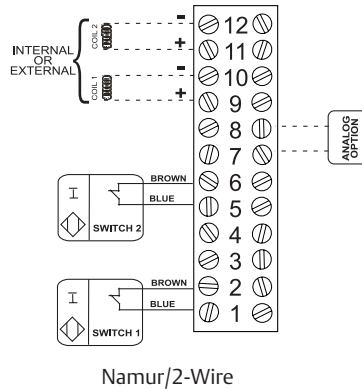 INTERNAL
OR
EXTERNAL
COIL 2
-
+
COIL 1
-
+
12
11
10
9
8
7
6
5
4
3
2
1
ANALOG
OPTION
BROWN
BLUE
I
SWITCH 2
BROWN
BLUE
I
SWITCH 1
Namur/2-Wire